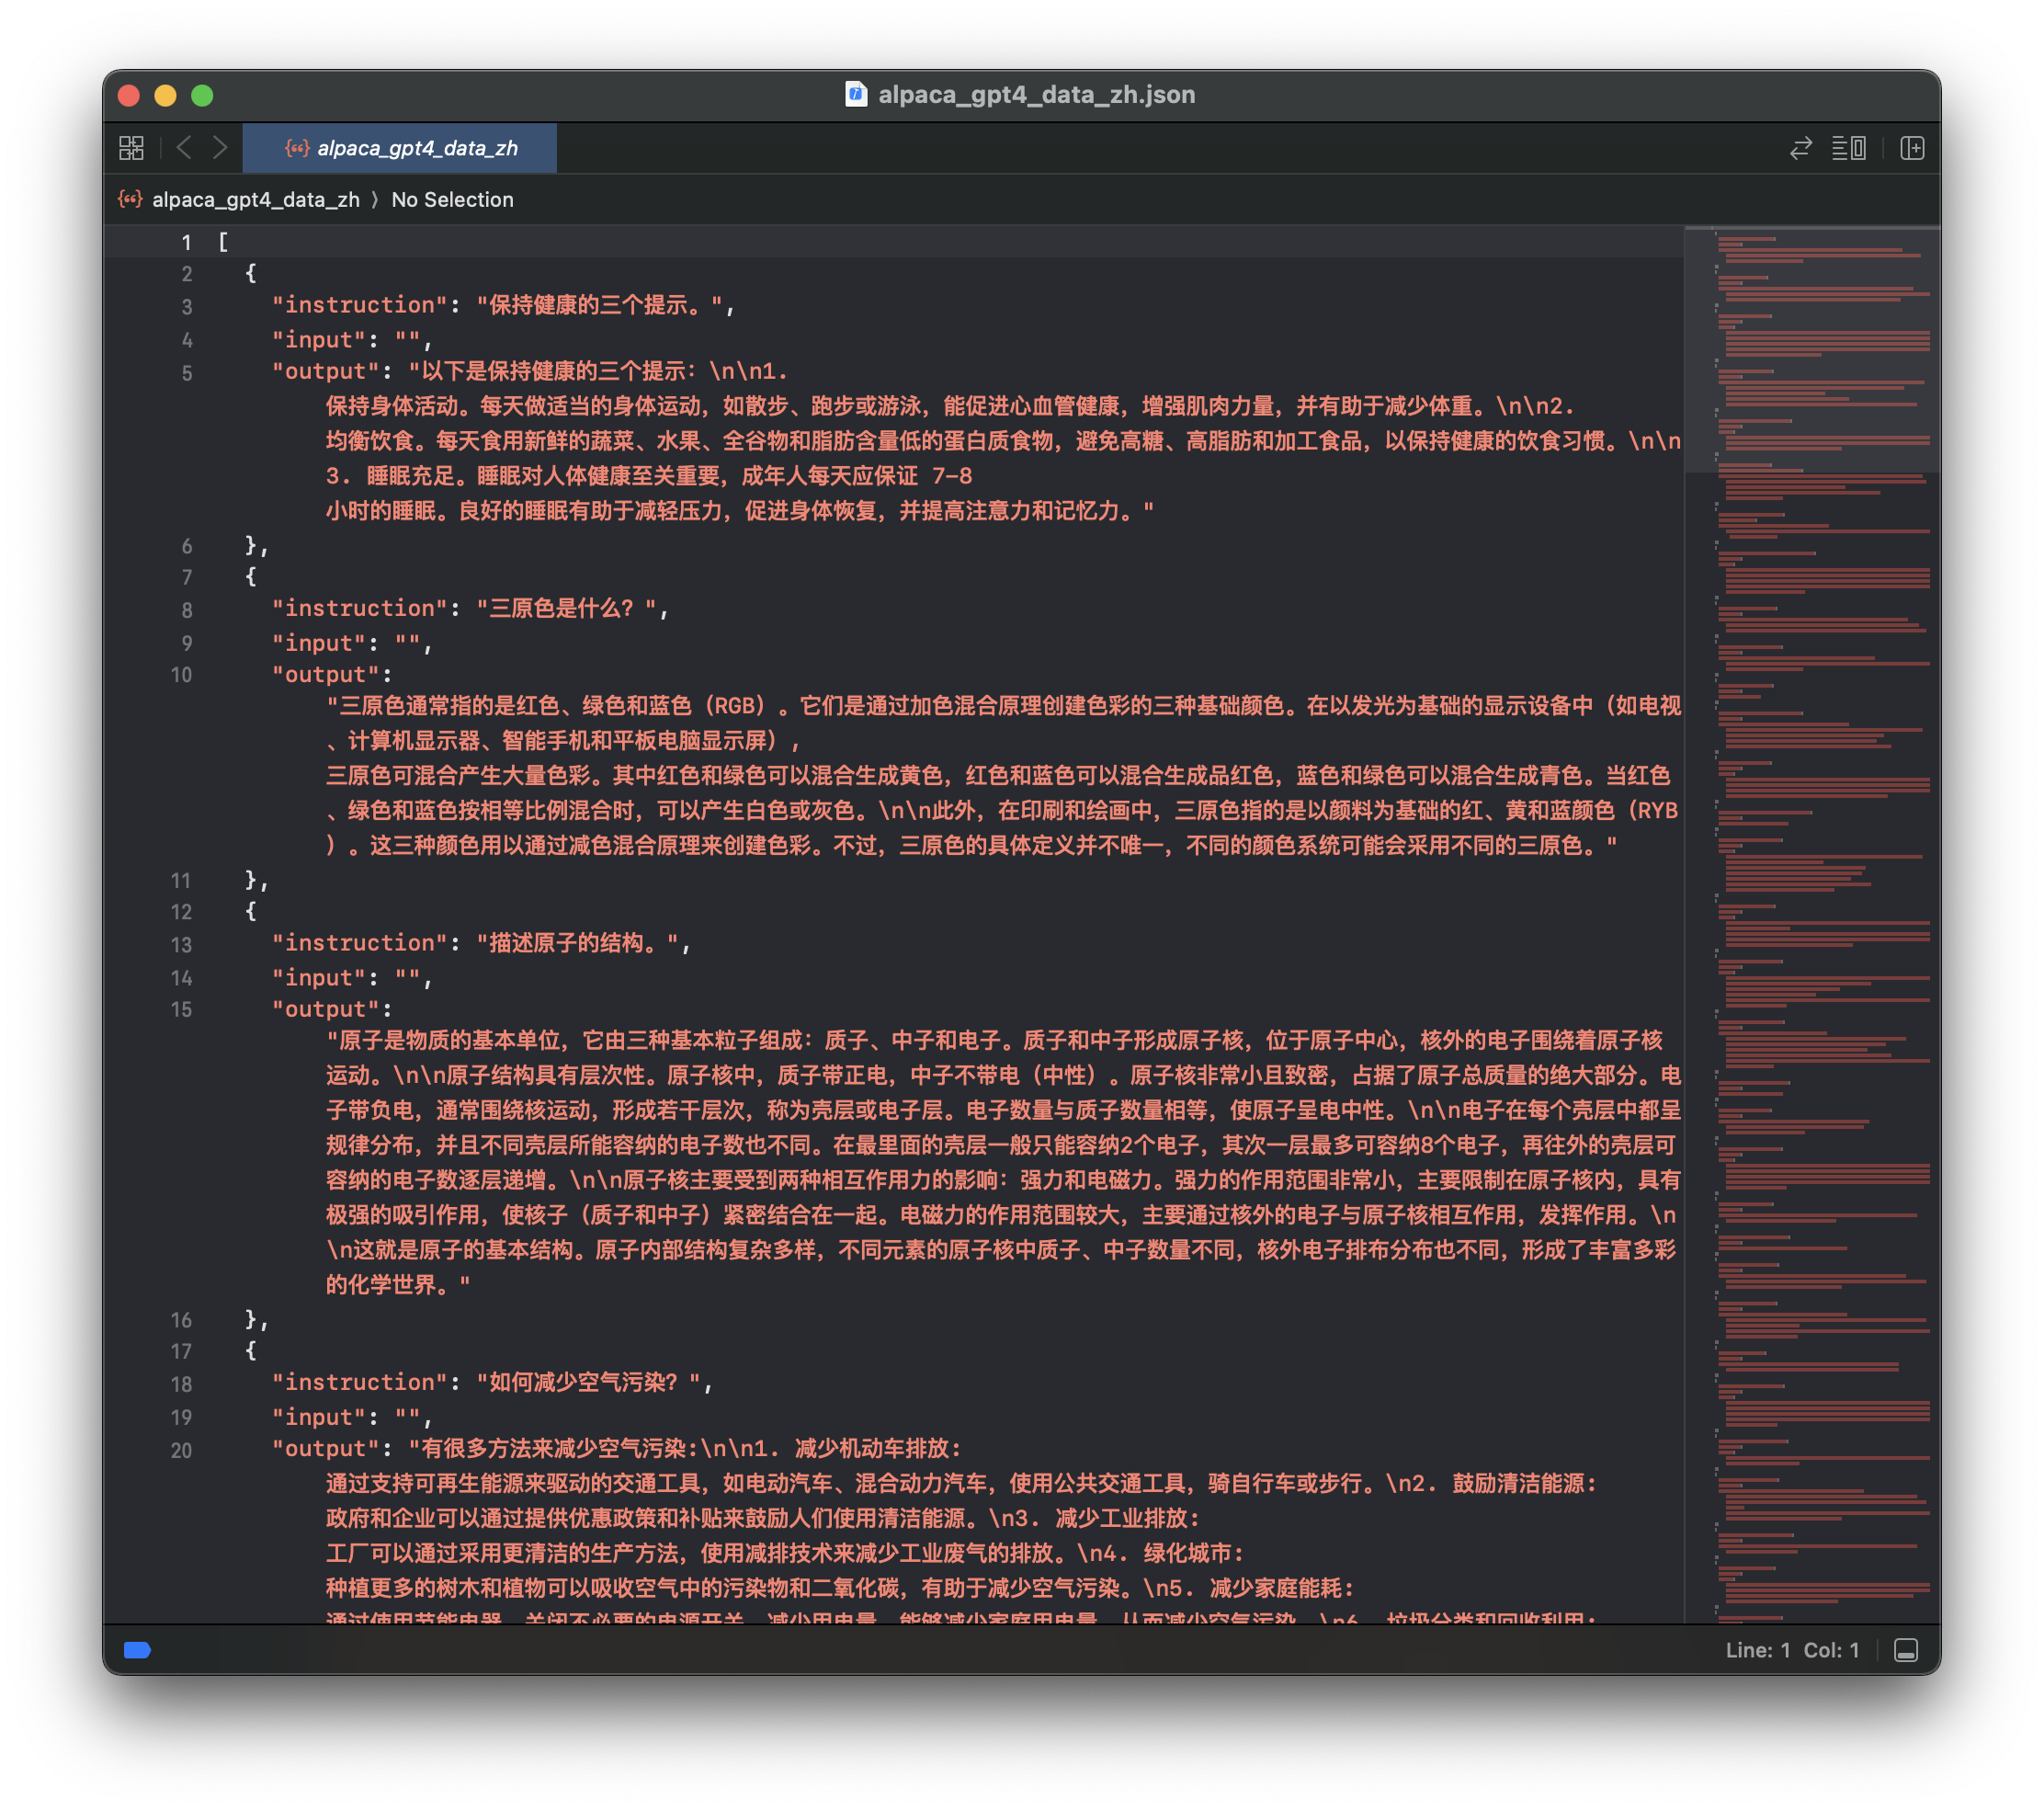 alpaca_gpt4_data_zh.json
alpaca_gpt4_data_zh
alpaca_gpt4_data_zh 〉 No Selection
1 [
2 {
3 "instruction": "保持健康的三个提示。",
4 "input": "",
5 "output": "以下是保持健康的三个提示：\n\n1.
保持身体活动。每天做适当的身体运动，如散步、跑步或游泳，能促进心血管健康，增强肌肉力量，并有助于减少体重。\n\n2.
均衡饮食。每天食用新鲜的蔬菜、水果、全谷物和脂肪含量低的蛋白质食物，避免高糖、高脂肪和加工食品，以保持健康的饮食习惯。\n\n
3. 睡眠充足。睡眠对人体健康至关重要，成年人每天应保证 7-8
小时的睡眠。良好的睡眠有助于减轻压力，促进身体恢复，并提高注意力和记忆力。"
6 },
7 {
8 "instruction": "三原色是什么？",
9 "input": "",
10 "output":
"三原色通常指的是红色、绿色和蓝色（RGB）。它们是通过加色混合原理创建色彩的三种基础颜色。在以发光为基础的显示设备中（如电视
、计算机显示器、智能手机和平板电脑显示屏），
三原色可混合产生大量色彩。其中红色和绿色可以混合生成黄色，红色和蓝色可以混合生成品红色，蓝色和绿色可以混合生成青色。当红色
、绿色和蓝色按相等比例混合时，可以产生白色或灰色。\n\n此外，在印刷和绘画中，三原色指的是以颜料为基础的红、黄和蓝颜色（RYB
）。这三种颜色用以通过减色混合原理来创建色彩。不过，三原色的具体定义并不唯一，不同的颜色系统可能会采用不同的三原色。"
11 },
12 {
13 "instruction": "描述原子的结构。",
14 "input": "",
15 "output":
"原子是物质的基本单位，它由三种基本粒子组成：质子、中子和电子。质子和中子形成原子核，位于原子中心，核外的电子围绕着原子核
运动。\n\n原子结构具有层次性。原子核中，质子带正电，中子不带电（中性）。原子核非常小且致密，占据了原子总质量的绝大部分。电
子带负电，通常围绕核运动，形成若干层次，称为壳层或电子层。电子数量与质子数量相等，使原子呈电中性。\n\n电子在每个壳层中都呈
规律分布，并且不同壳层所能容纳的电子数也不同。在最里面的壳层一般只能容纳2个电子，其次一层最多可容纳8个电子，再往外的壳层可
容纳的电子数逐层递增。\n\n原子核主要受到两种相互作用力的影响：强力和电磁力。强力的作用范围非常小，主要限制在原子核内，具有
极强的吸引作用，使核子（质子和中子）紧密结合在一起。电磁力的作用范围较大，主要通过核外的电子与原子核相互作用，发挥作用。\n
\n这就是原子的基本结构。原子内部结构复杂多样，不同元素的原子核中质子、中子数量不同，核外电子排布分布也不同，形成了丰富多彩
的化学世界。"
16 },
17 {
18 "instruction": "如何减少空气污染？",
19 "input": "",
20 "output": "有很多方法来减少空气污染:\n\n1. 减少机动车排放:
通过支持可再生能源来驱动的交通工具，如电动汽车、混合动力汽车，使用公共交通工具，骑自行车或步行。\n2. 鼓励清洁能源:
政府和企业可以通过提供优惠政策和补贴来鼓励人们使用清洁能源。\n3. 减少工业排放:
工厂可以通过采用更清洁的生产方法，使用减排技术来减少工业废气的排放。\n4. 绿化城市:
种植更多的树木和植物可以吸收空气中的污染物和二氧化碳，有助于减少空气污染。\n5. 减少家庭能耗:
通过使用节能电器、关闭不必要的电源开关、减少用电量，能够减少家庭用电量，从而减少空气污染。\n6. 垃圾分类和回收利用:
Line: 1 Col: 1